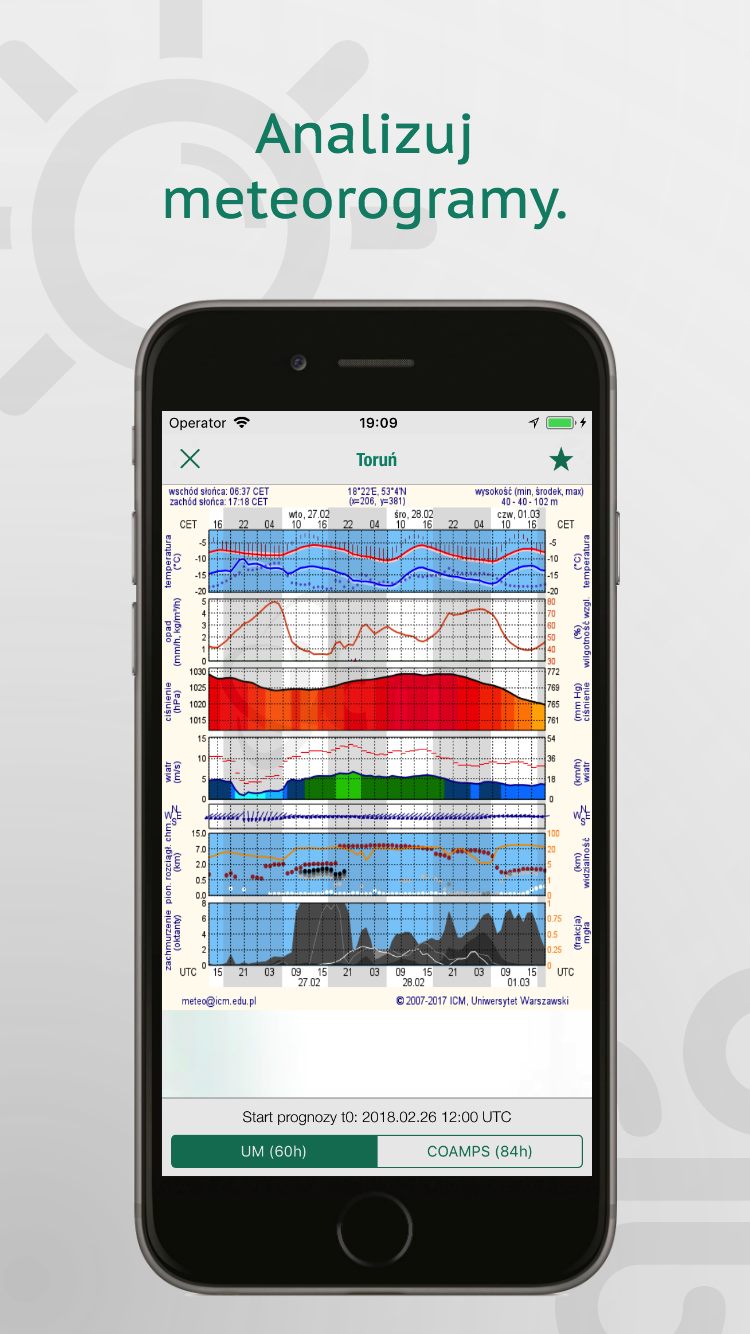 Analizuj
meteorogramy.
Operator 19:09
Toruń
wschód słońca: 06:37 CET 18°22'E, 53°4'N wysokość (min, środek, max)
zachód słońca: 17:18 CET (x=206, y=381) 40 - 40 - 102 m
wto, 27.02 śro, 28.02 czw, 01.03
CET 16 22 04 10 16 22 04 10 16 22 04 10 16 CET
temperatura (°C) -5 -10 -15 -20 -5 -10 -15 -20 (°C) temperatura
opad (mm/h, kg/m²/h) 5 4 3 2 1 0 80 70 60 50 40 30 (%) wilgotność wzgl.
ciśnienie (hPa) 1030 1025 1020 1015 772 769 765 761 (mm Hg) ciśnienie
wiatr (m/s) 15 10 5 0 54 36 18 0 (km/h) wiatr
N W E S N W E S
pion. rozciągł. chm. (km) 15.0 7.0 2.0 0.5 0.0 100 20 5 1 0 (km) widzialność
zachmurzenie (oktanty) 8 6 4 2 0 1 0.75 0.5 0.25 0 (frakcja) mgła
UTC 15 21 03 09 15 21 03 09 15 21 03 09 15 UTC
27.02 28.02 01.03
meteo@icm.edu.pl © 2007-2017 ICM, Uniwersytet Warszawski
Start prognozy t0: 2018.02.26 12:00 UTC
UM (60h) COAMPS (84h)